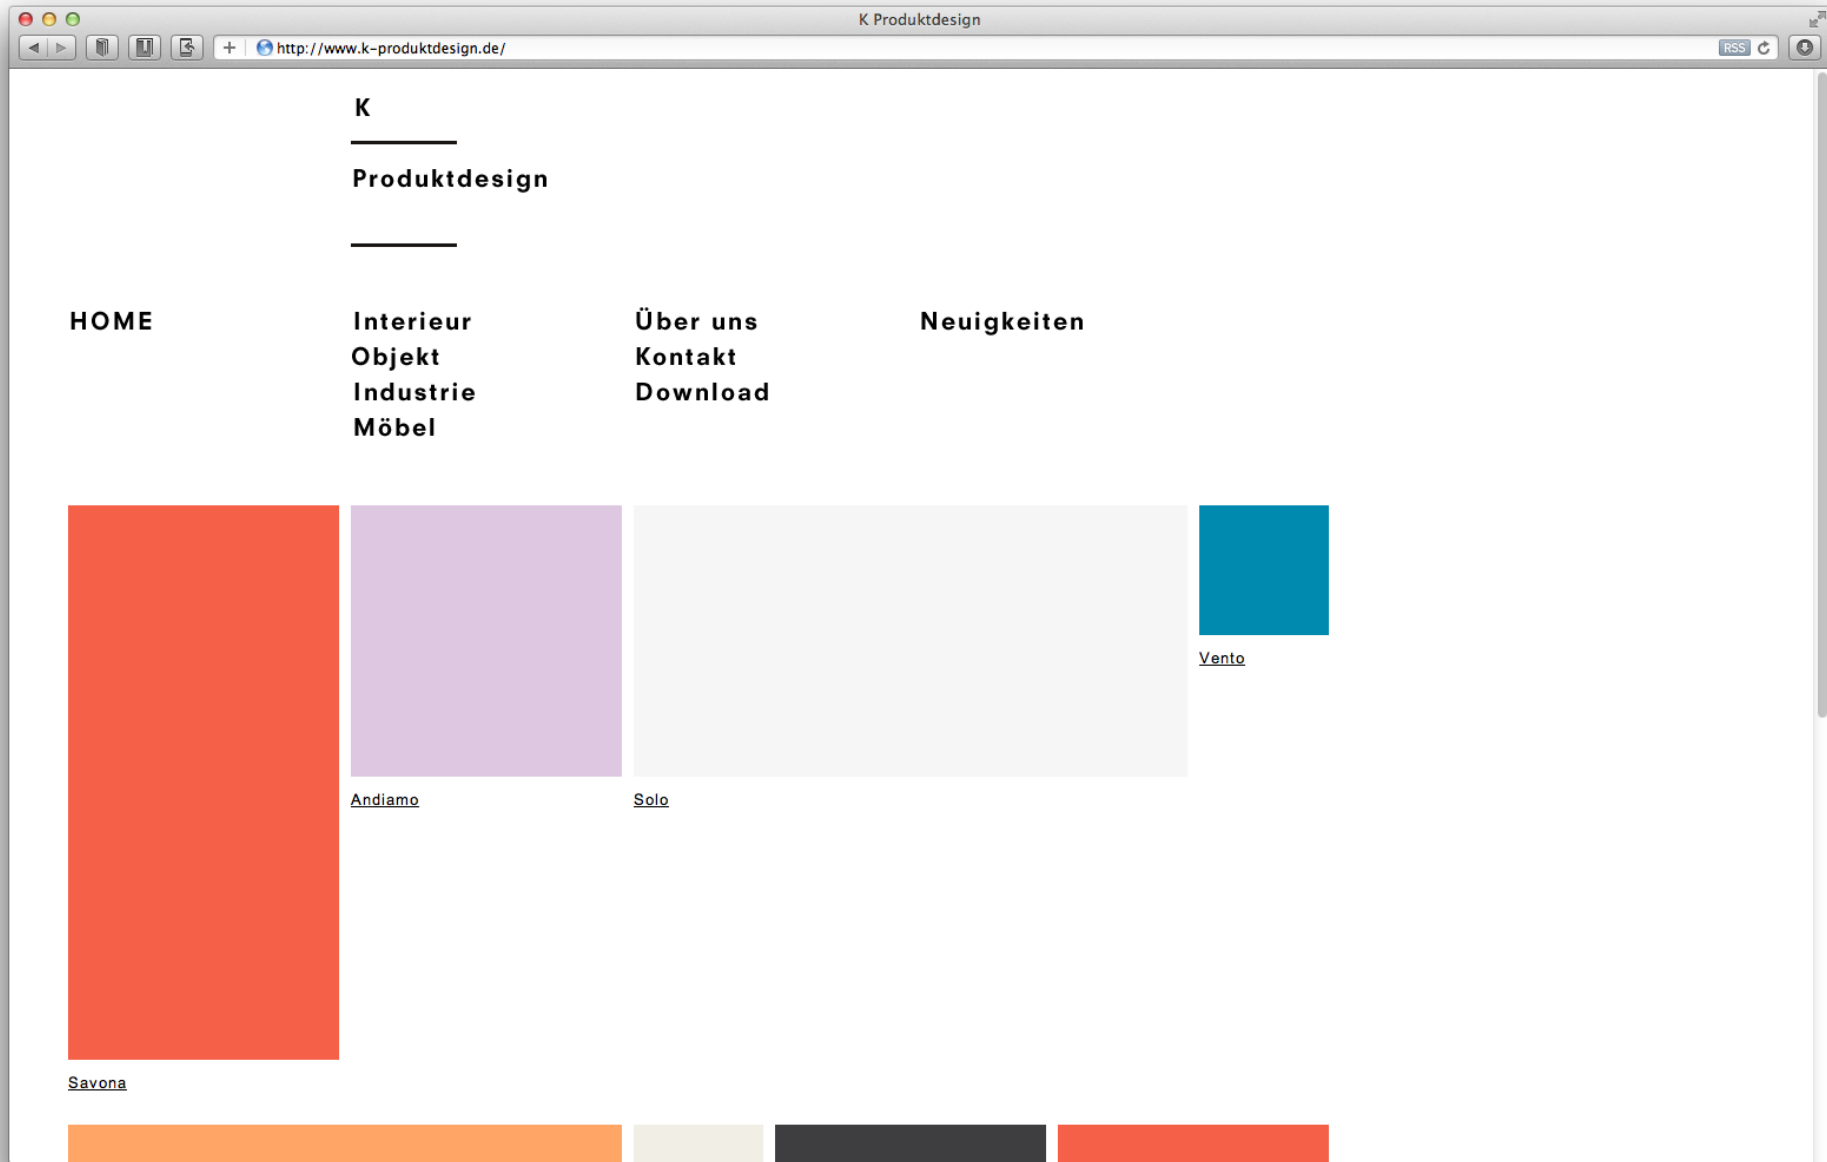 K Produktdesign
+ http://www.k-produktdesign.de/ RSS
K
Produktdesign
HOME
Interieur
Objekt
Industrie
Möbel
Über uns
Kontakt
Download
Neuigkeiten
Vento
Andiamo
Solo
Savona